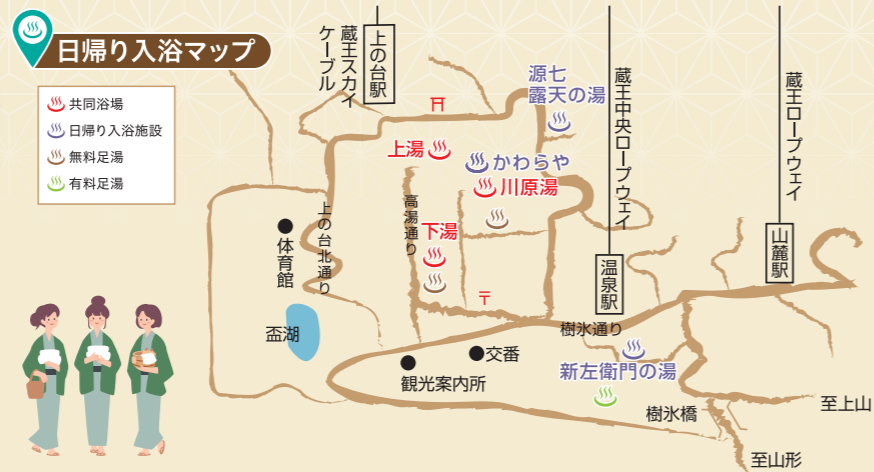 日帰り入浴マップ
共同浴場
日帰り入浴施設
無料足湯
有料足湯
蔵王スカイ
ケーブル
上の台駅
源七
露天の湯
蔵王中央ロープウェイ
蔵王ロープウェイ
上湯
かわらや
川原湯
高湯通り
下湯
上の台北通り
体育館
温泉駅
山麓駅
〒
盃湖
樹氷通り
交番
観光案内所
新左衛門の湯
樹氷橋
至上山
至山形